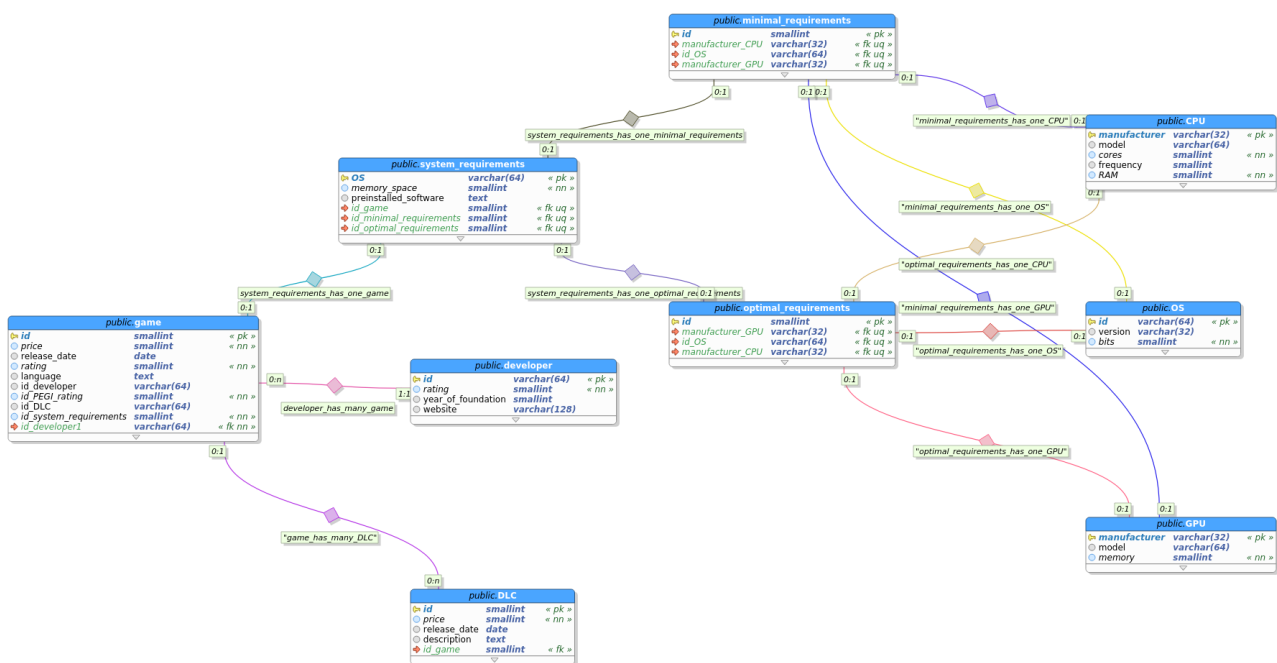 public.minimal_requirements
id smallint « pk »
manufacturer_CPU varchar(32) « fk uq »
id_OS varchar(64) « fk uq »
manufacturer_GPU varchar(32) « fk uq »
0:1
0:1
0:1
0:1
"minimal_requirements_has_one_CPU"
0:1
public.CPU
manufacturer varchar(32) « pk »
model varchar(64)
cores smallint « nn »
frequency smallint
RAM smallint « nn »
0:1
system_requirements_has_one_minimal_requirements
0:1
public.system_requirements
OS varchar(64) « pk »
memory_space smallint « nn »
preinstalled_software text
id_game smallint « fk uq »
id_minimal_requirements smallint « fk uq »
id_optimal_requirements smallint « fk uq »
0:1
0:1
"minimal_requirements_has_one_OS"
"optimal_requirements_has_one_CPU"
system_requirements_has_one_game
0:1
system_requirements_has_one_optimal_requirements
0:1
0:1
0:1
"minimal_requirements_has_one_GPU"
public.optimal_requirements
id smallint « pk »
manufacturer_GPU varchar(32) « fk uq »
id_OS varchar(64) « fk uq »
manufacturer_CPU varchar(32) « fk uq »
0:1
0:1
"optimal_requirements_has_one_OS"
0:1
public.OS
id varchar(64) « pk »
version varchar(32)
bits smallint « nn »
public.game
id smallint « pk »
price smallint « nn »
release_date date
rating smallint « nn »
language text
id_developer varchar(64)
id_PEGI_rating smallint « nn »
id_DLC varchar(64)
id_system_requirements smallint « nn »
id_developer1 varchar(64) « fk nn »
0:n
developer_has_many_game
1:1
public.developer
id varchar(64) « pk »
rating smallint « nn »
year_of_foundation smallint
website varchar(128)
0:1
"optimal_requirements_has_one_GPU"
0:1
0:1
public.GPU
manufacturer varchar(32) « pk »
model varchar(64)
memory smallint « nn »
"game_has_many_DLC"
0:n
public.DLC
id smallint « pk »
price smallint « nn »
release_date date
description text
id_game smallint « fk »